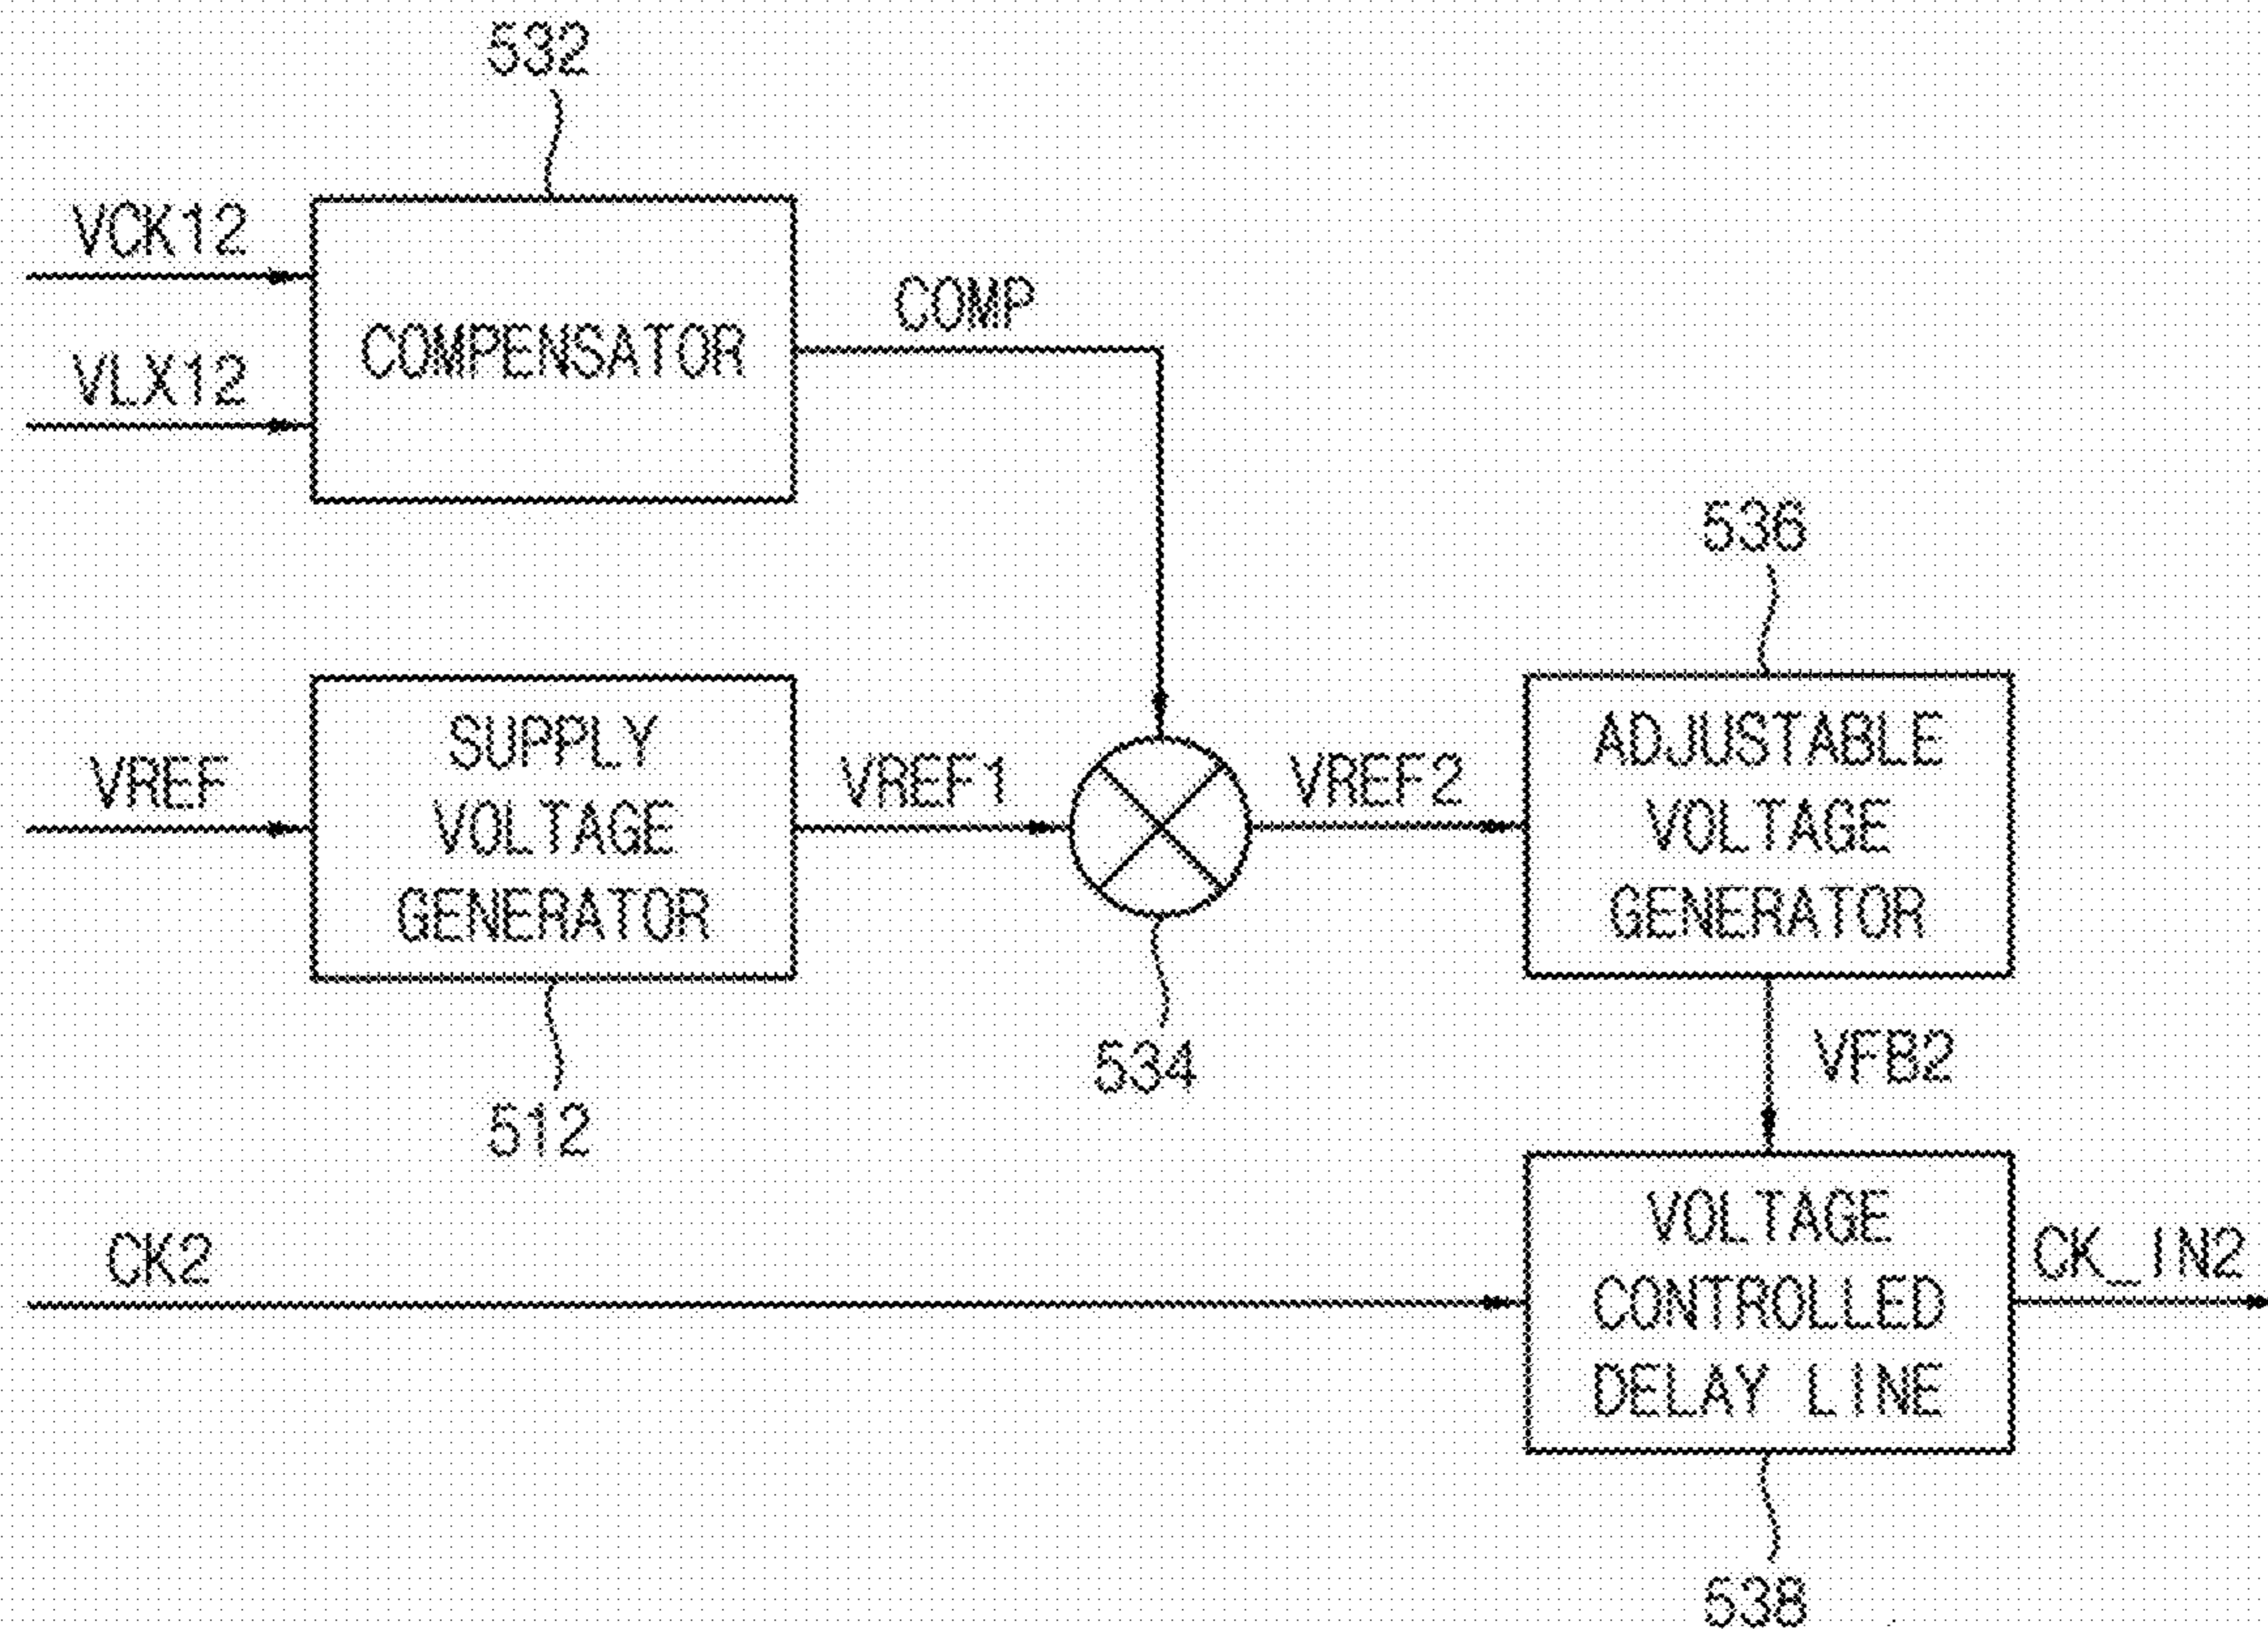 532
VCK12
VLX12
COMPENSATOR
COMP
536
VREF
SUPPLY
VOLTAGE
GENERATOR
VREF1
VREF2
ADJUSTABLE
VOLTAGE
GENERATOR
512
534
VFB2
CK2
VOLTAGE
CONTROLLED
DELAY LINE
CK_IN2
538